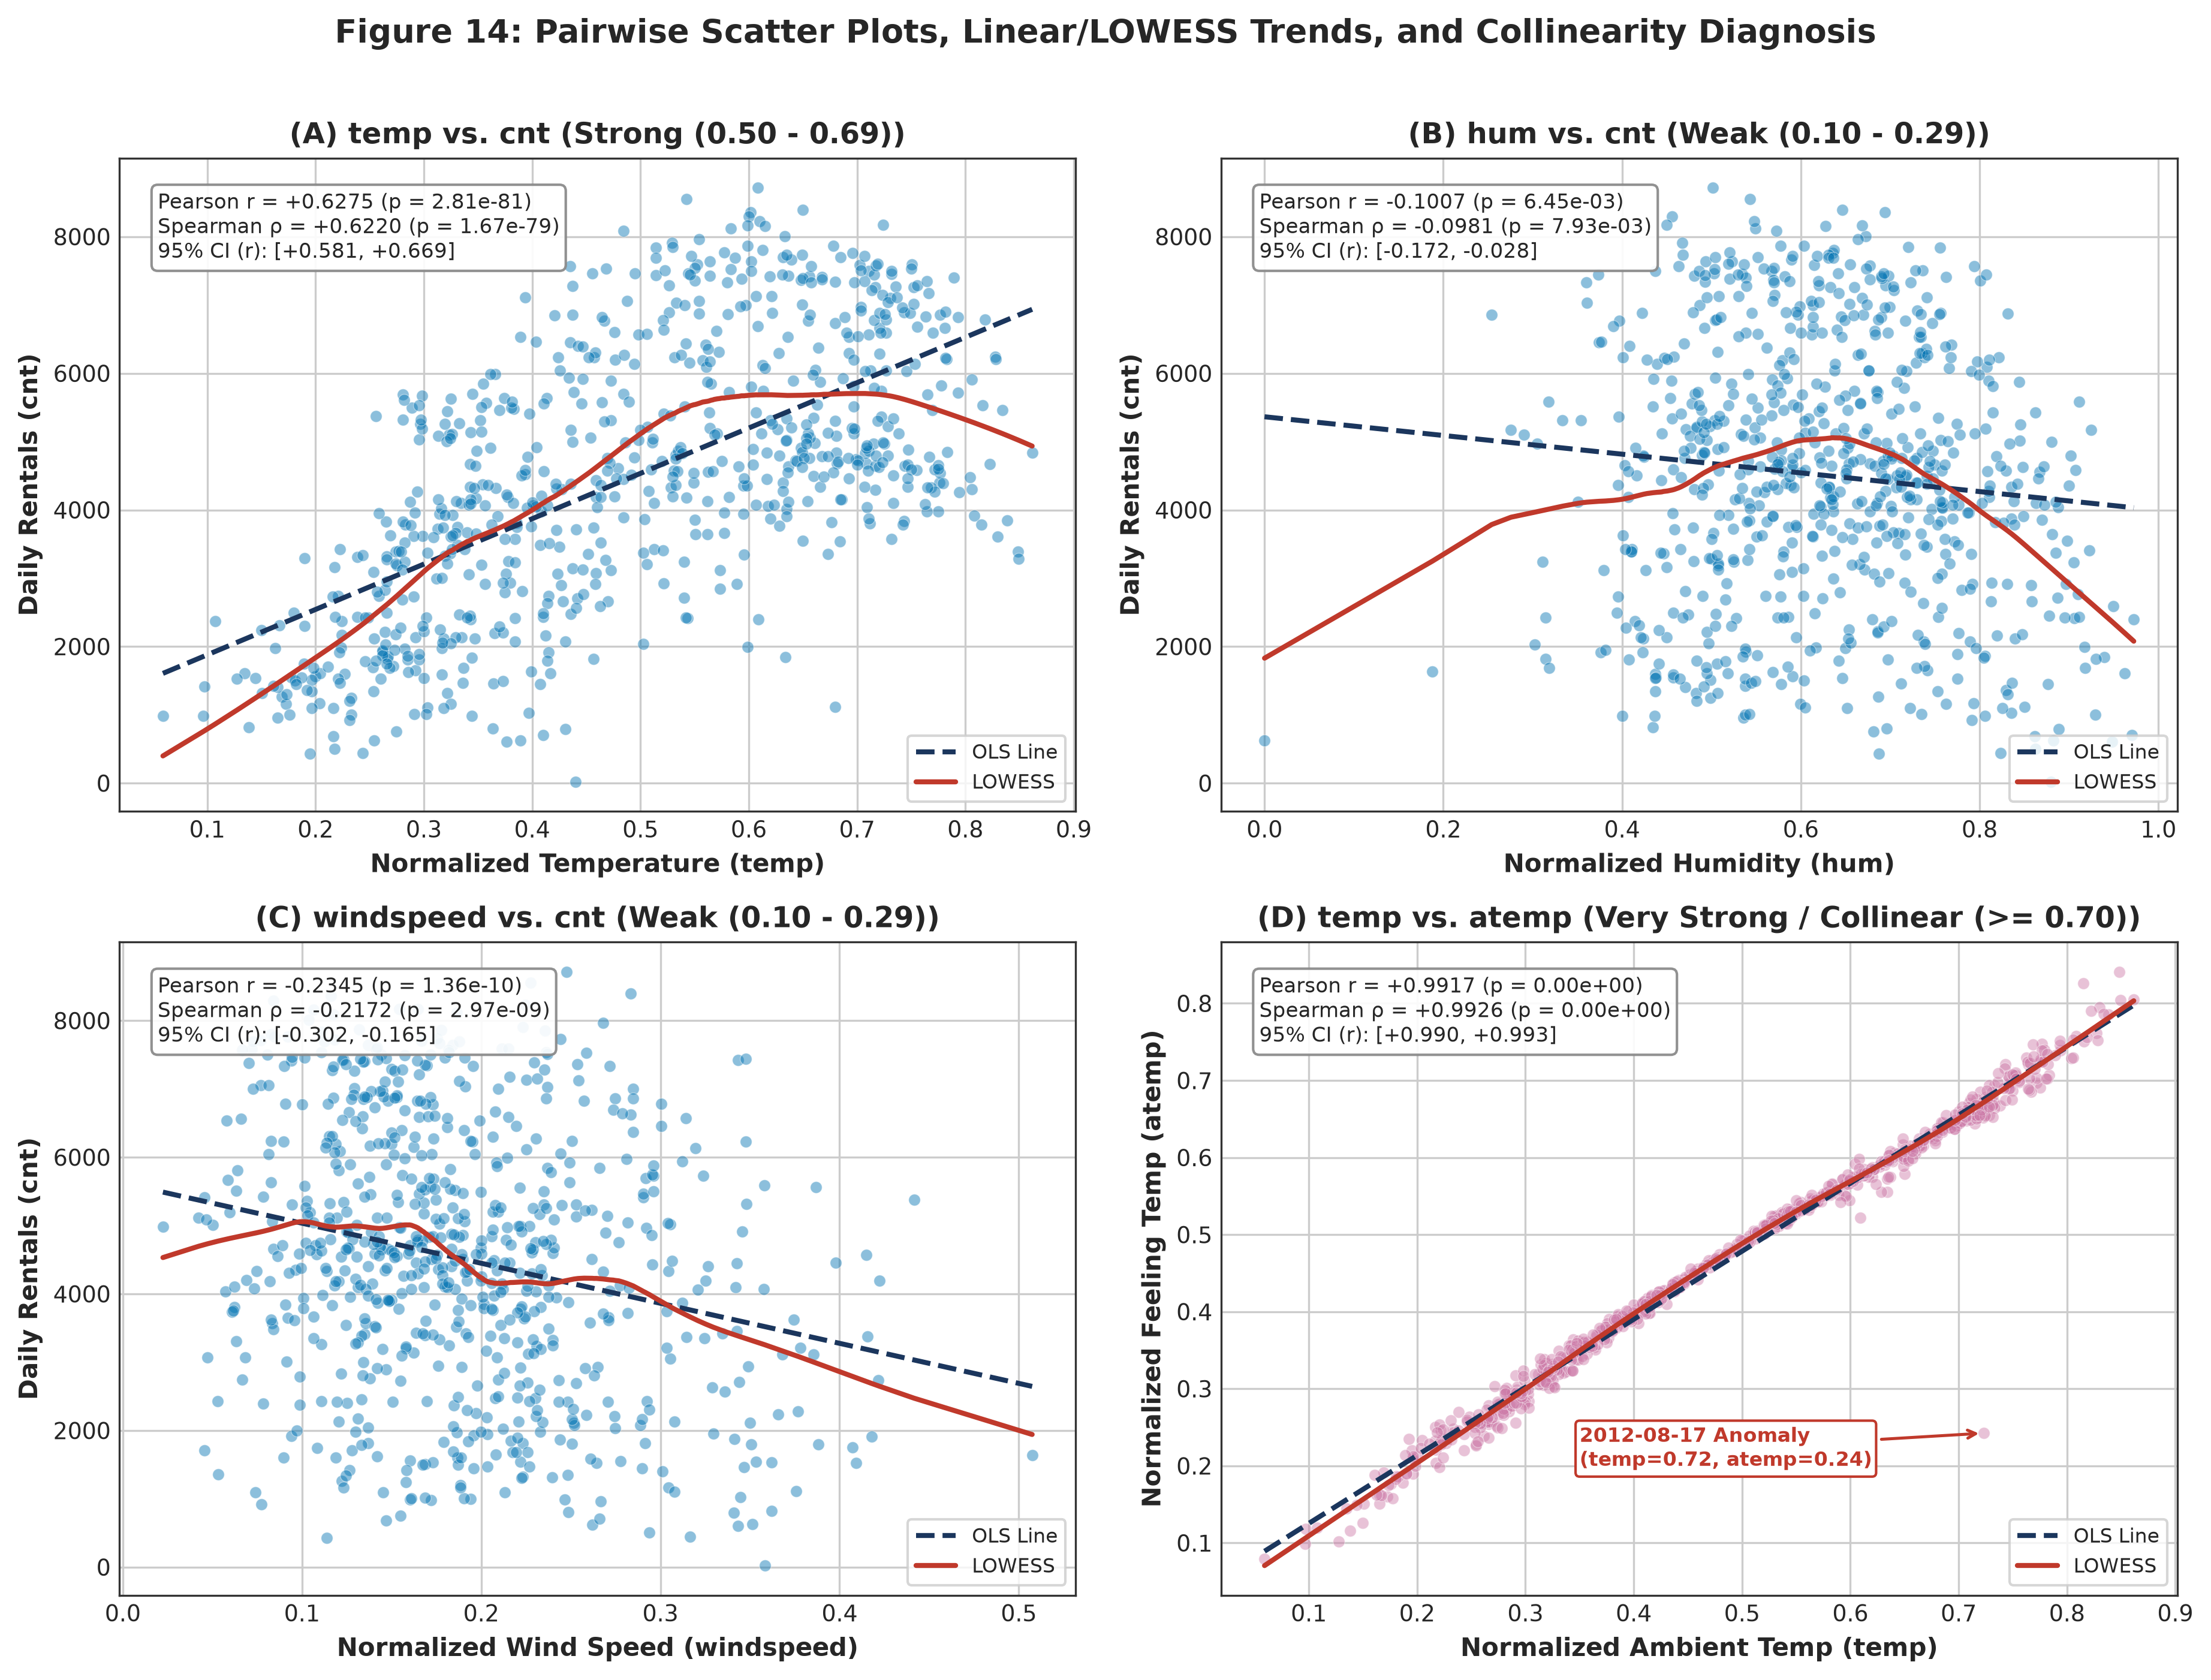 Figure 14: Pairwise Scatter Plots, Linear/LOWESS Trends, and Collinearity Diagnosis
(A) temp vs. cnt (Strong (0.50 - 0.69))
Pearson r = +0.6275 (p = 2.81e-81)
Spearman ρ = +0.6220 (p = 1.67e-79)
95% CI (r): [+0.581, +0.669]
Daily Rentals (cnt)
8000
6000
4000
2000
0
OLS Line
LOWESS
0.1 0.2 0.3 0.4 0.5 0.6 0.7 0.8 0.9
Normalized Temperature (temp)
(B) hum vs. cnt (Weak (0.10 - 0.29))
Pearson r = -0.1007 (p = 6.45e-03)
Spearman ρ = -0.0981 (p = 7.93e-03)
95% CI (r): [-0.172, -0.028]
Daily Rentals (cnt)
8000
6000
4000
2000
0
OLS Line
LOWESS
0.0 0.2 0.4 0.6 0.8 1.0
Normalized Humidity (hum)
(C) windspeed vs. cnt (Weak (0.10 - 0.29))
Pearson r = -0.2345 (p = 1.36e-10)
Spearman ρ = -0.2172 (p = 2.97e-09)
95% CI (r): [-0.302, -0.165]
Daily Rentals (cnt)
8000
6000
4000
2000
0
OLS Line
LOWESS
0.0 0.1 0.2 0.3 0.4 0.5
Normalized Wind Speed (windspeed)
(D) temp vs. atemp (Very Strong / Collinear (>= 0.70))
Pearson r = +0.9917 (p = 0.00e+00)
Spearman ρ = +0.9926 (p = 0.00e+00)
95% CI (r): [+0.990, +0.993]
Normalized Feeling Temp (atemp)
0.8
0.7
0.6
0.5
0.4
0.3
0.2
0.1
2012-08-17 Anomaly
(temp=0.72, atemp=0.24)
OLS Line
LOWESS
0.1 0.2 0.3 0.4 0.5 0.6 0.7 0.8 0.9
Normalized Ambient Temp (temp)